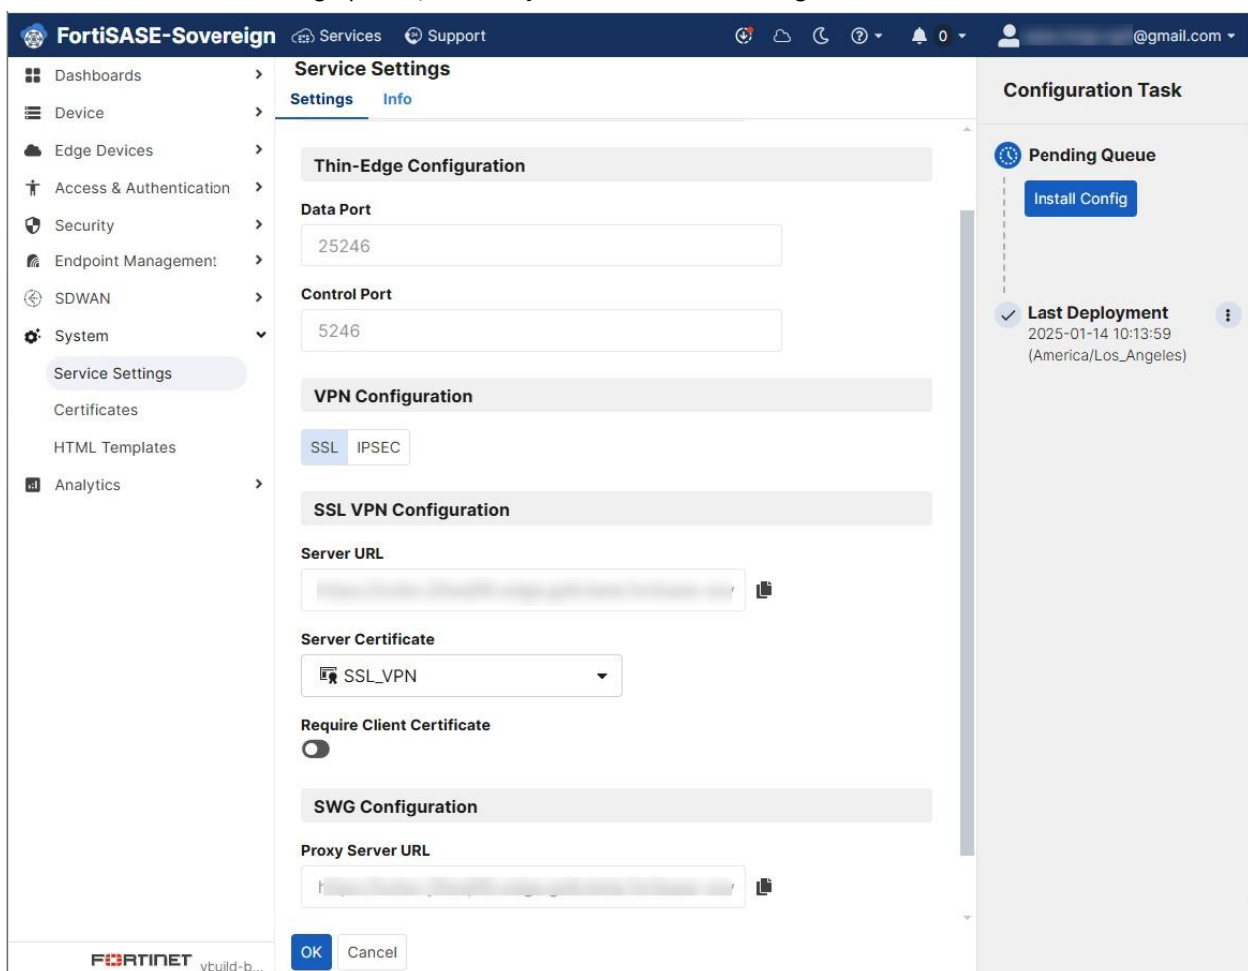 FortiSASE-Sovereign Services Support 0 @gmail.com
Dashboards
Device
Edge Devices
Access & Authentication
Security
Endpoint Management
SDWAN
System
Service Settings
Certificates
HTML Templates
Analytics
FORTINET vbuild-b...
Service Settings
Settings Info
Thin-Edge Configuration
Data Port
25246
Control Port
5246
VPN Configuration
SSL IPSEC
SSL VPN Configuration
Server URL
Server Certificate
SSL_VPN
Require Client Certificate
SWG Configuration
Proxy Server URL
OK Cancel
Configuration Task
Pending Queue
Install Config
Last Deployment
2025-01-14 10:13:59
(America/Los_Angeles)